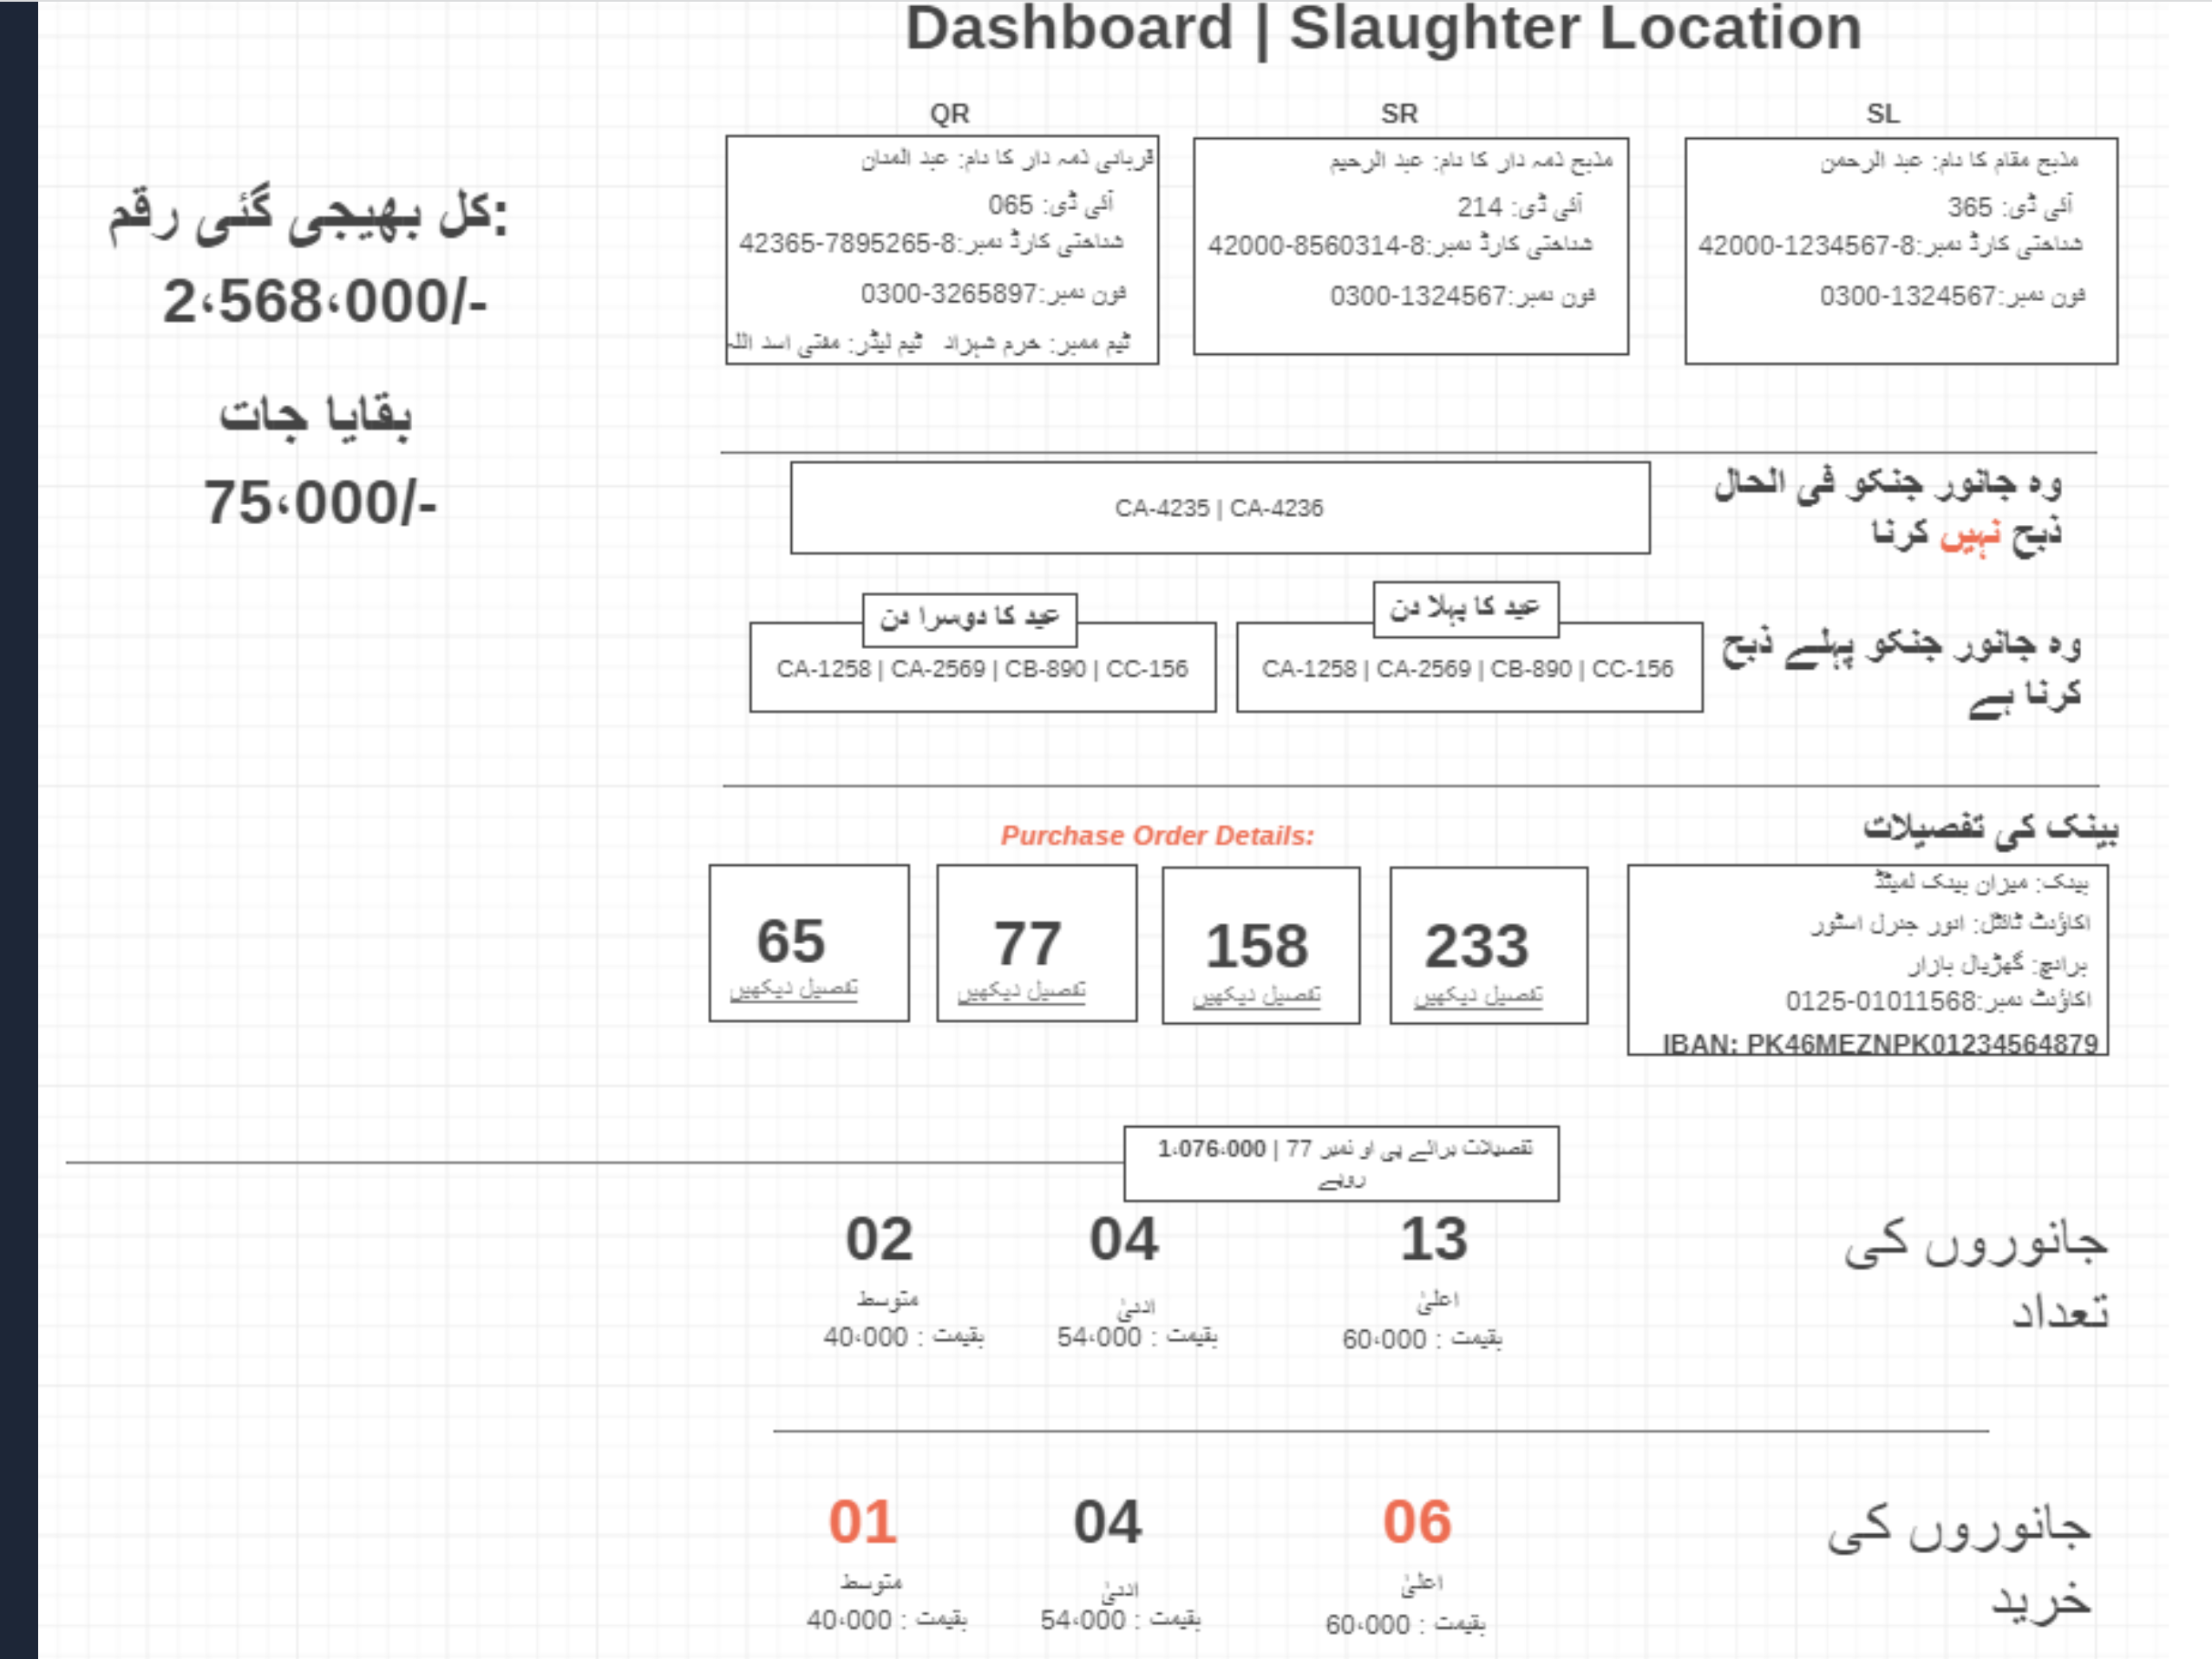 Dashboard | Slaughter Location
SL
مذبح مقام کا نام: عبد الرحمن
آئی ڈی: 365
شناختی کارڈ نمبر:8-1234567-42000
فون نمبر:0300-1324567
SR
مذبح ذمہ دار کا نام: عبد الرحیم
آئی ڈی: 214
شناختی کارڈ نمبر:8-8560314-42000
فون نمبر:0300-1324567
QR
قربانی ذمہ دار کا نام: عبد المنان
آئی ڈی: 065
شناختی کارڈ نمبر:8-7895265-42365
فون نمبر:0300-3265897
ٹیم ممبر: خرم شہزاد ٹیم لیڈر: مفتی اسد اللہ
:کل بھیجی گئی رقم
2،568،000/-
بقایا جات
75،000/-
وہ جانور جنکو فی الحال
ذبح نہیں کرنا
CA-4235 | CA-4236
وہ جانور جنکو پہلے ذبح
کرنا ہے
عید کا پہلا دن
CA-1258 | CA-2569 | CB-890 | CC-156
عید کا دوسرا دن
CA-1258 | CA-2569 | CB-890 | CC-156
بینک کی تفصیلات
بینک: میزان بینک لمیٹڈ
اکاؤنٹ ٹائٹل: انور جنرل اسٹور
برانچ: گھڑیال بازار
اکاؤنٹ نمبر:0125-01011568
IBAN: PK46MEZNPK01234564879
Purchase Order Details:
233
تفصیل دیکھیں
158
تفصیل دیکھیں
77
تفصیل دیکھیں
65
تفصیل دیکھیں
تفصیلات برائے پی او نمبر 77 | 1،076،000
روپے
جانوروں کی
تعداد
13
اعلیٰ
بقیمت : 60،000
04
ادنیٰ
بقیمت : 54،000
02
متوسط
بقیمت : 40،000
جانوروں کی
خرید
06
اعلیٰ
بقیمت : 60،000
04
ادنیٰ
بقیمت : 54،000
01
متوسط
بقیمت : 40،000